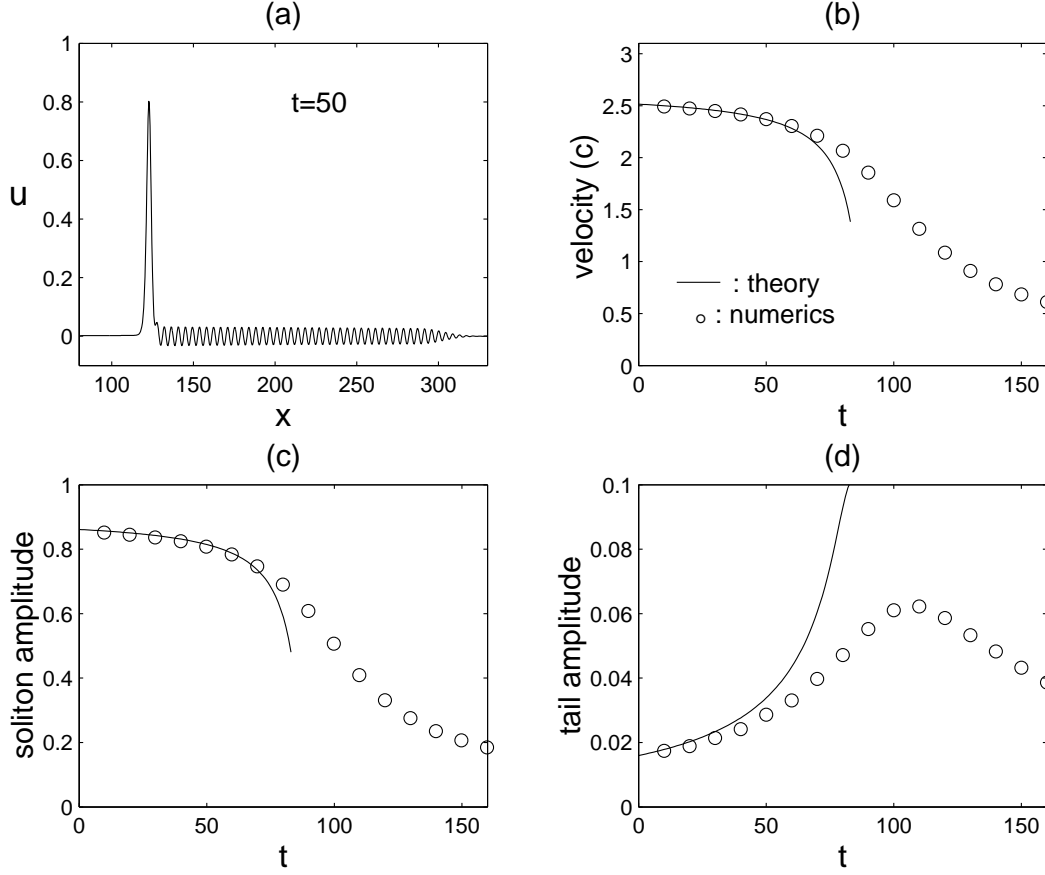 (a)
1
0.8
0.6
0.4
0.2
0
u
t=50
100
150
200
250
300
x
(b)
3
2.5
2
1.5
1
0.5
0
velocity (c)
: theory
: numerics
0
50
100
150
t
(c)
1
0.8
0.6
0.4
0.2
0
soliton amplitude
0
50
100
150
t
(d)
0.1
0.08
0.06
0.04
0.02
0
tail amplitude
0
50
100
150
t